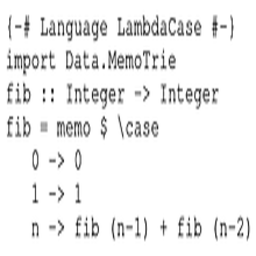 {-# Language LambdaCase #-}
import Data.MemoTrie
fib :: Integer -> Integer
fib = memo $ \case
   0 -> 0
   1 -> 1
   n -> fib (n-1) + fib (n-2)